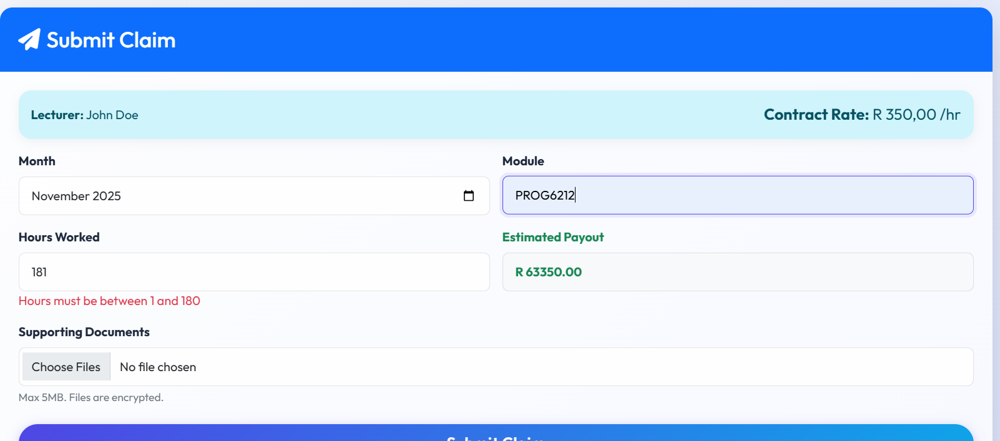 Submit Claim
Lecturer: John Doe
Contract Rate: R 350,00 /hr
Month
Module
November 2025
PROG6212
Hours Worked
Estimated Payout
181
R 63350.00
Hours must be between 1 and 180
Supporting Documents
Choose Files No file chosen
Max 5MB. Files are encrypted.
Submit Claim